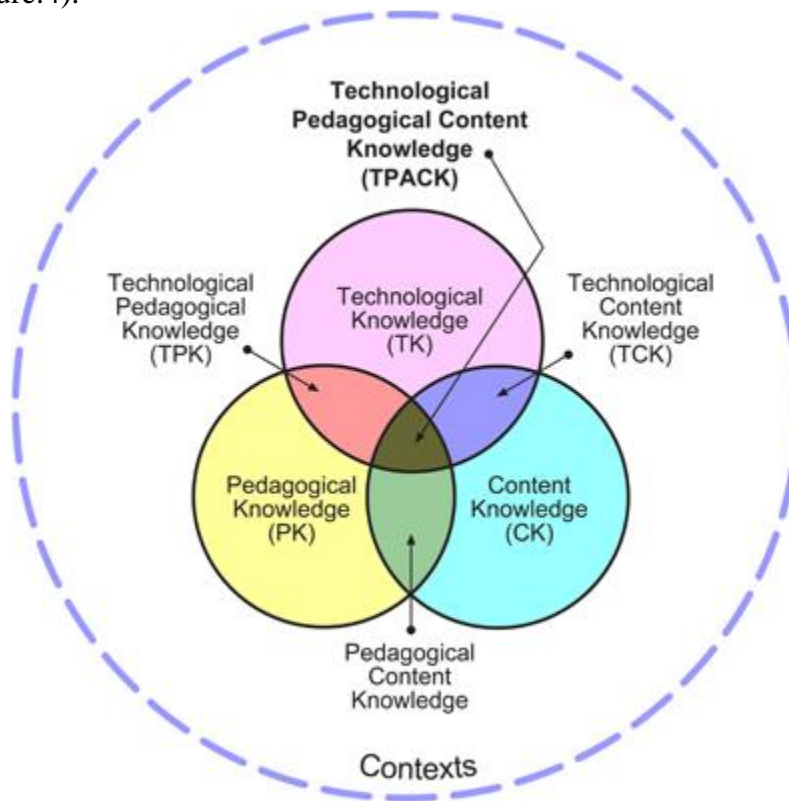 Technological
Pedagogical Content
Knowledge
(TPACK)
Technological
Pedagogical
Knowledge
(TPK)
Technological
Knowledge
(TK)
Technological
Content
Knowledge
(TCK)
Pedagogical
Knowledge
(PK)
Content
Knowledge
(CK)
Pedagogical
Content
Knowledge
Contexts